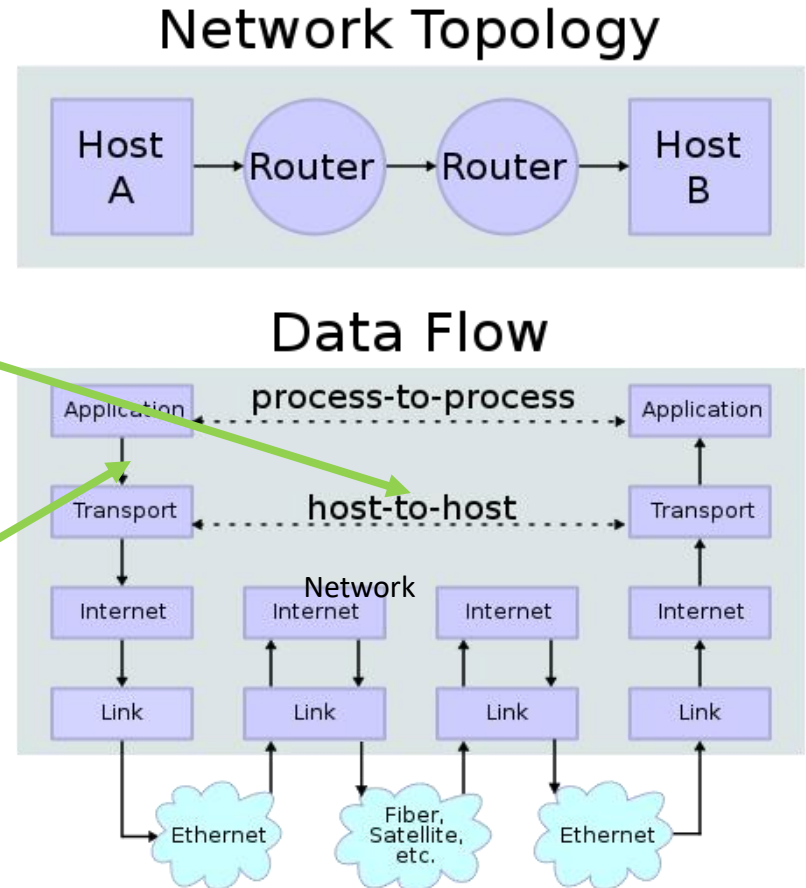 Network Topology
Host
A
Router
Router
Host
B
Data Flow
Application
process-to-process
Application
Transport
host-to-host
Transport
Network
Internet
Internet
Internet
Internet
Link
Link
Link
Link
Ethernet
Fiber,
Satellite,
etc.
Ethernet